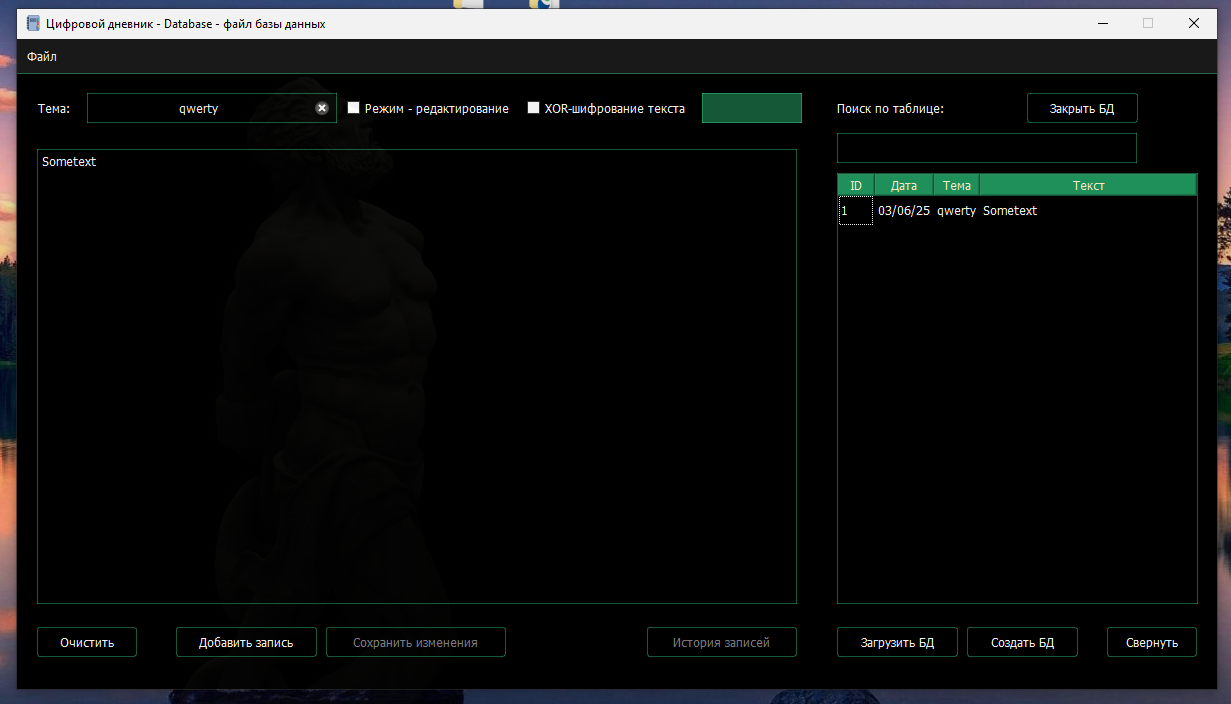 Цифровой дневник - Database - файл базы данных
Файл
Тема: qwerty Режим - редактирование XOR-шифрование текста Поиск по таблице: Закрыть БД
Sometext
ID Дата Тема Текст
1 03/06/25 qwerty Sometext
Очистить Добавить запись Сохранить изменения История записей Загрузить БД Создать БД Свернуть